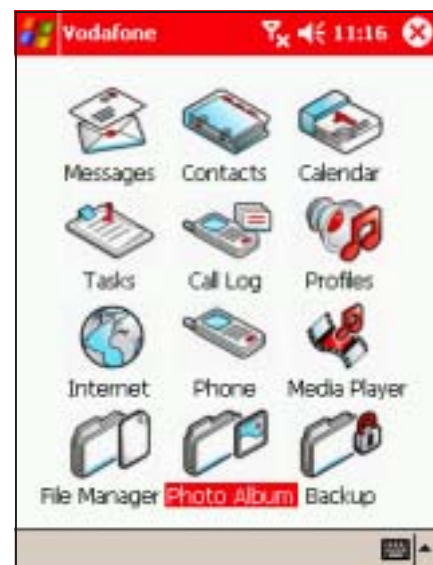 Vodafone 11:16
Messages Contacts Calendar
Tasks Call Log Profiles
Internet Phone Media Player
File Manager Photo Album Backup